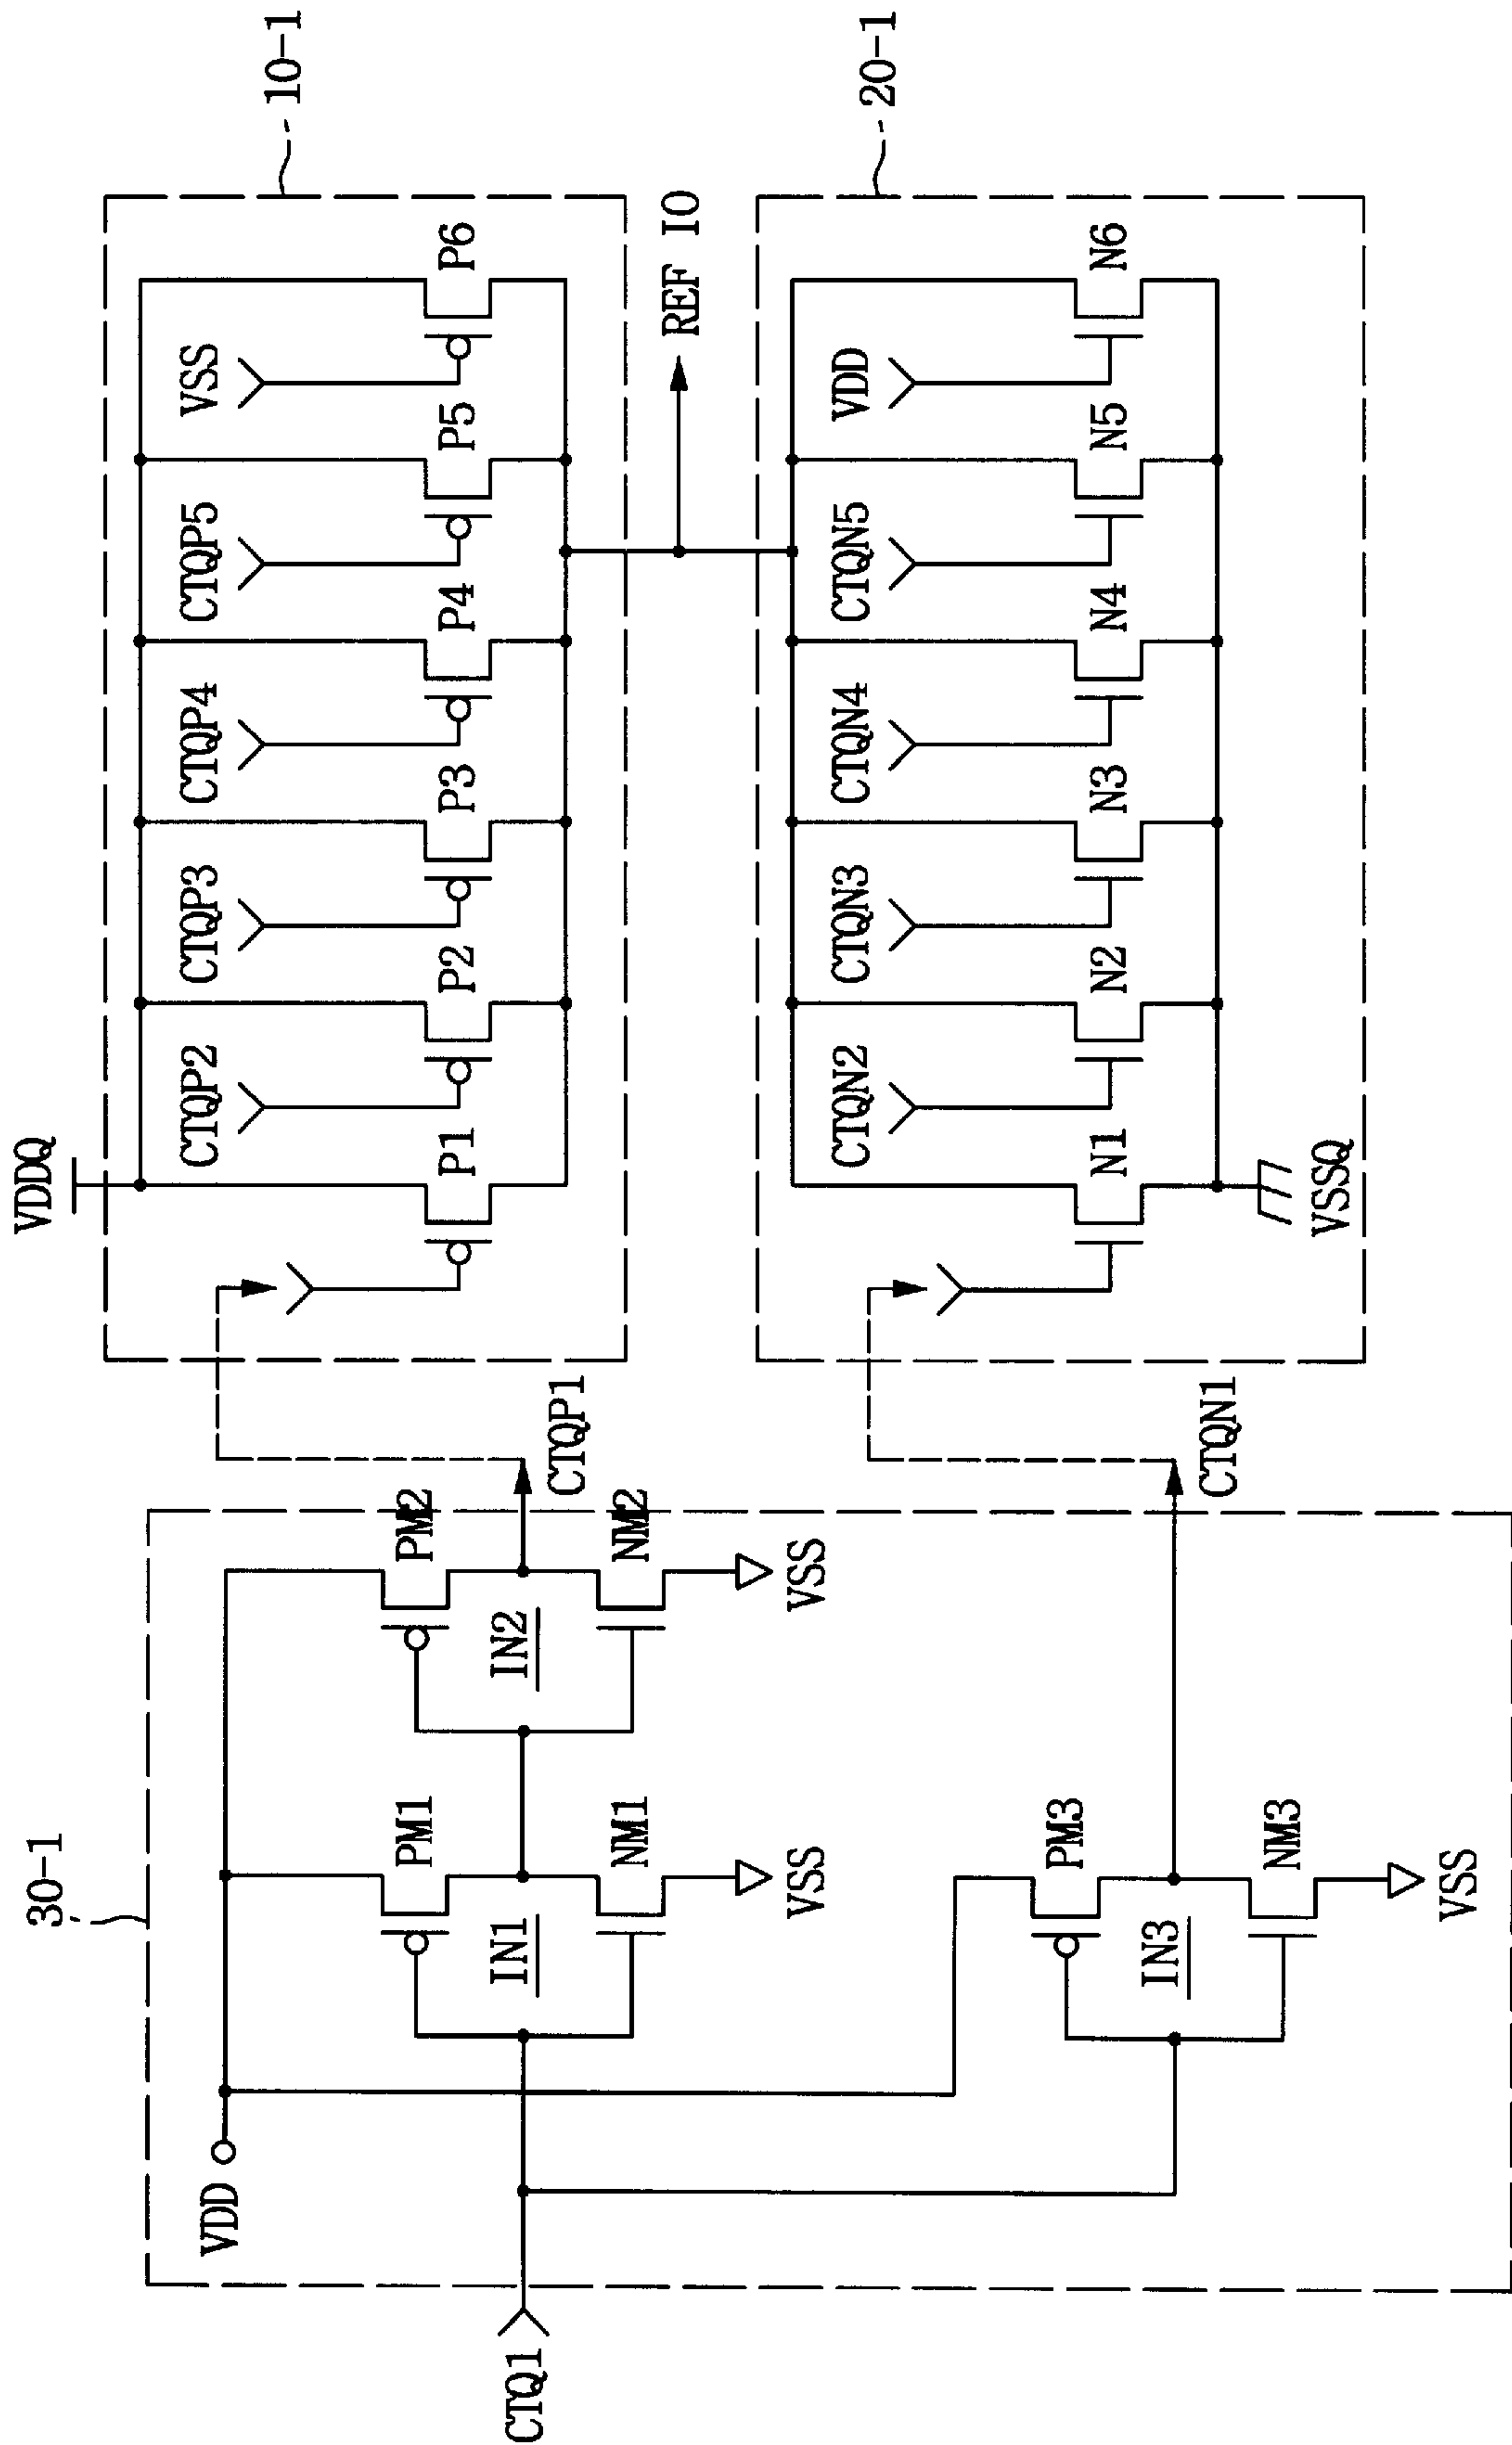 VDDQ
10-1
CTQP2
CTQP3
CTQP4
CTQP5
VSS
P1
P2
P3
P4
P5
P6
REF IO
20-1
CTQN2
CTQN3
CTQN4
CTQN5
VDD
N1
N2
N3
N4
N5
N6
VSSQ
30-1
VDD
CTQ1
PM1
PM2
IN1
IN2
NM1
NM2
VSS
VSS
CTQP1
PM3
IN3
NM3
VSS
CTQN1